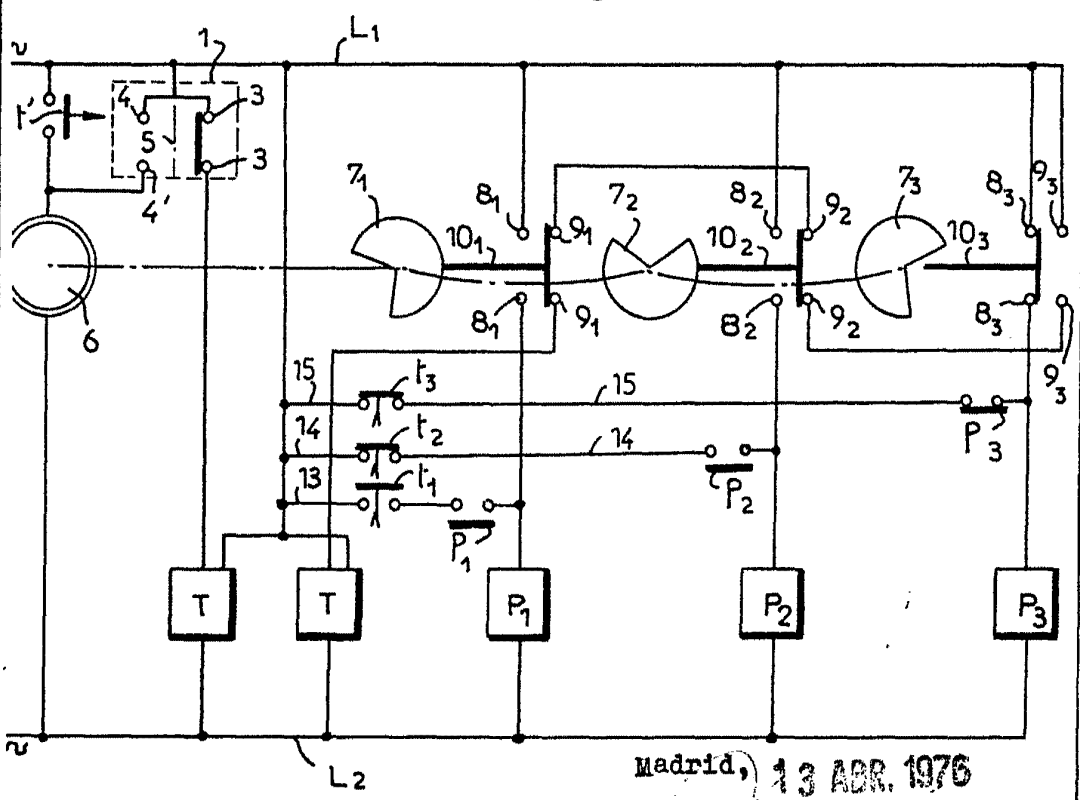 ~
L1
1
t'
4
3
5
3
4'
6
7₁
8₁
9₁
10₁
7₂
8₂
9₂
10₂
7₃
8₃
9₃
10₃
8₁
9₁
8₂
9₂
8₃
9₃
15
t₃
15
14
t₂
14
13
t₁
P₁
P₂
P₃
T
T
P₁
P₂
P₃
~
L2
Madrid, 13 ABR. 1976